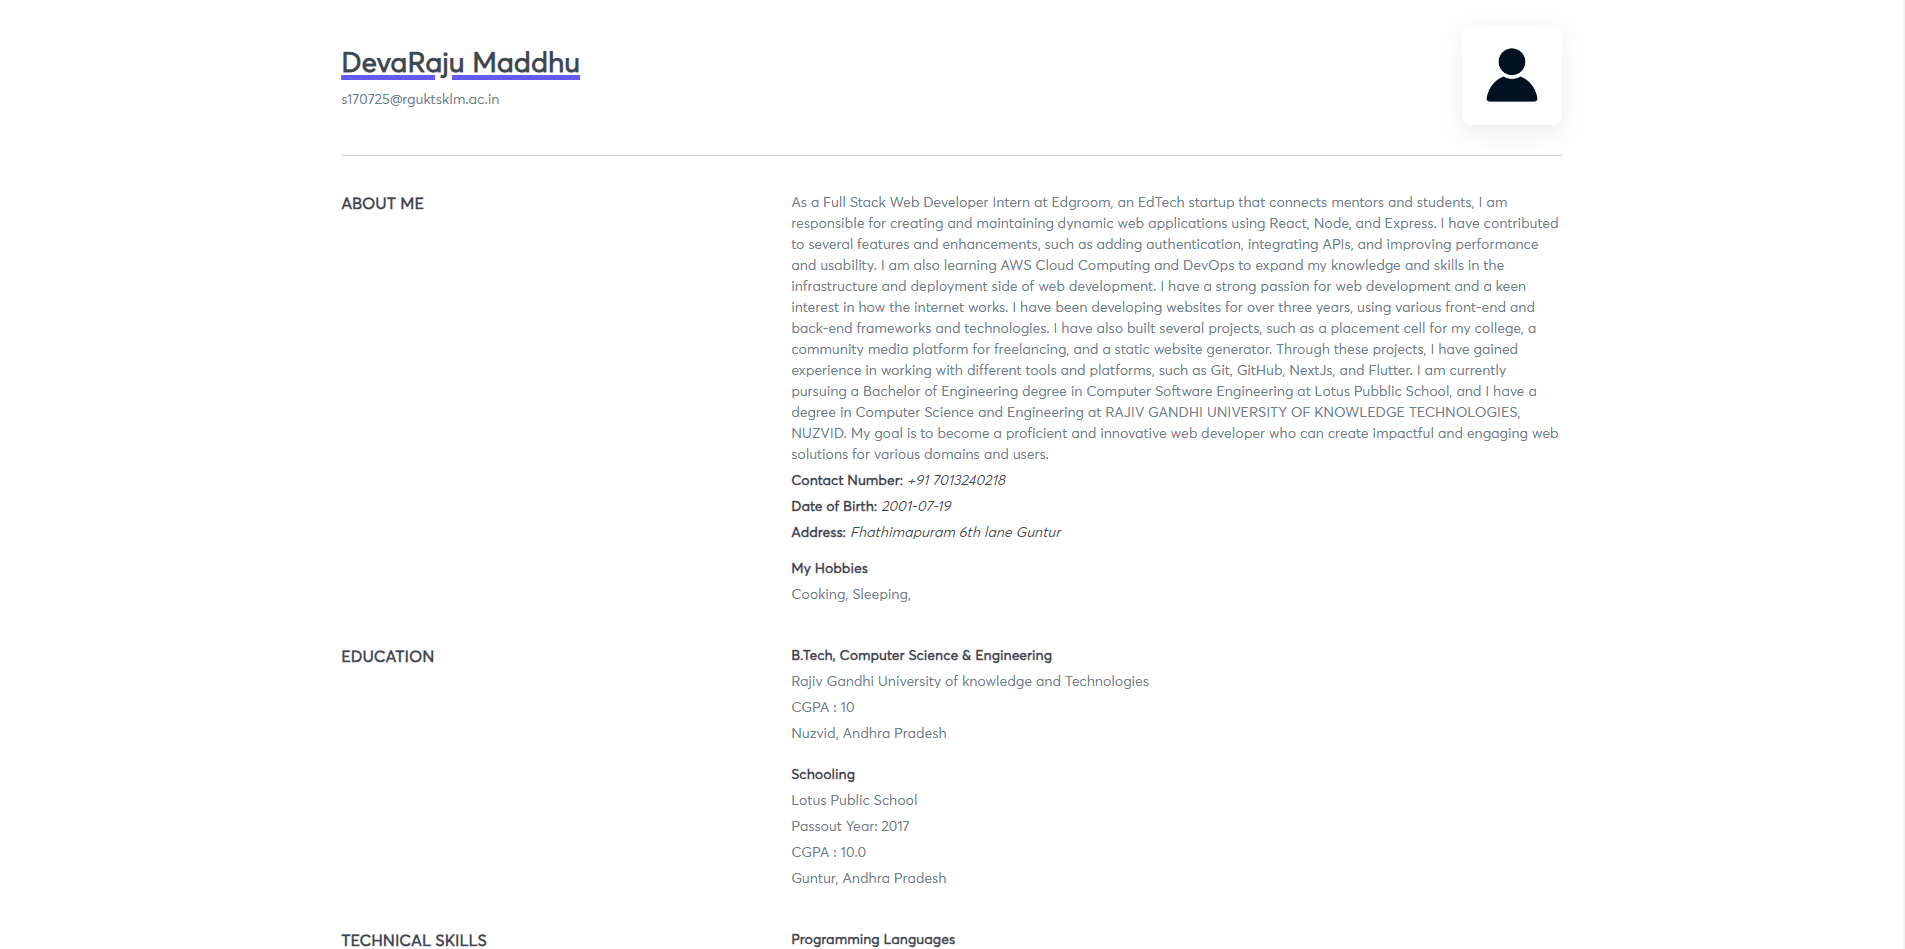 DevaRaju Maddhu
s170725@rguktsklm.ac.in
ABOUT ME
As a Full Stack Web Developer Intern at Edgroom, an EdTech startup that connects mentors and students, I am
responsible for creating and maintaining dynamic web applications using React, Node, and Express. I have contributed
to several features and enhancements, such as adding authentication, integrating APIs, and improving performance
and usability. I am also learning AWS Cloud Computing and DevOps to expand my knowledge and skills in the
infrastructure and deployment side of web development. I have a strong passion for web development and a keen
interest in how the internet works. I have been developing websites for over three years, using various front-end and
back-end frameworks and technologies. I have also built several projects, such as a placement cell for my college, a
community media platform for freelancing, and a static website generator. Through these projects, I have gained
experience in working with different tools and platforms, such as Git, GitHub, NextJs, and Flutter. I am currently
pursuing a Bachelor of Engineering degree in Computer Software Engineering at Lotus Pubblic School, and I have a
degree in Computer Science and Engineering at RAJIV GANDHI UNIVERSITY OF KNOWLEDGE TECHNOLOGIES,
NUZVID. My goal is to become a proficient and innovative web developer who can create impactful and engaging web
solutions for various domains and users.
Contact Number: +91 7013240218
Date of Birth: 2001-07-19
Address: Fhathimapuram 6th lane Guntur
My Hobbies
Cooking, Sleeping,
EDUCATION
B.Tech, Computer Science & Engineering
Rajiv Gandhi University of knowledge and Technologies
CGPA : 10
Nuzvid, Andhra Pradesh
Schooling
Lotus Public School
Passout Year: 2017
CGPA : 10.0
Guntur, Andhra Pradesh
TECHNICAL SKILLS
Programming Languages